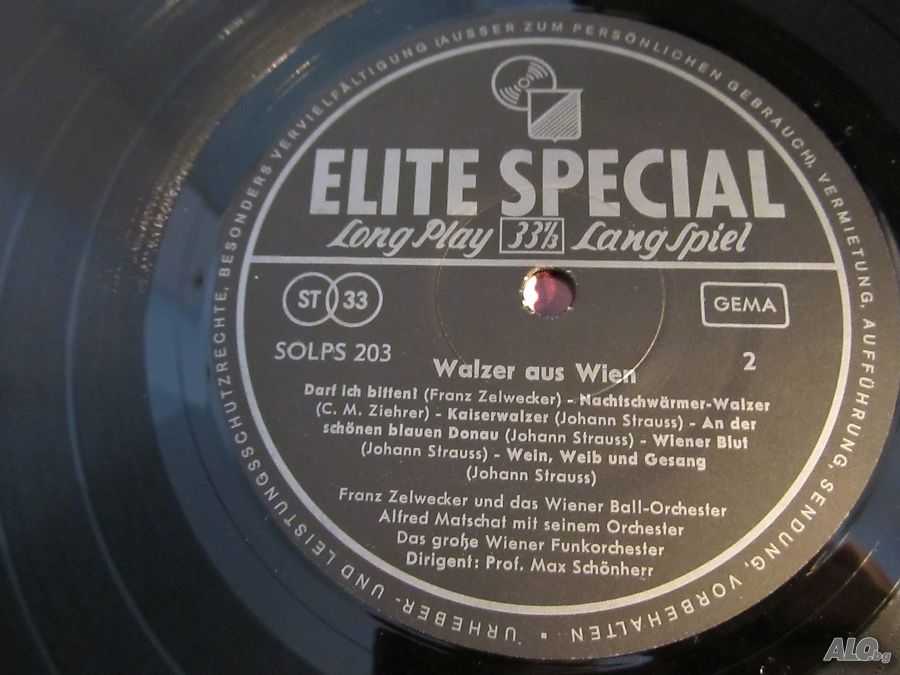 URHEBER- UND LEISTUNGSSCHUTZRECHTE, BESONDERS VERVIELFÄLTIGUNG (AUSSER ZUM PERSÖNLICHEN GEBRAUCH), VERMIETUNG, AUFFÜHRUNG, SENDUNG, VORBEHALTEN •
ELITE SPECIAL
Long Play 33 1/3 Lang Spiel
ST 33
GEMA
SOLPS 203
2
Walzer aus Wien
Darf ich bitten! (Franz Zelwecker) - Nachtschwärmer-Walzer
(C. M. Ziehrer) - Kaiserwalzer (Johann Strauss) - An der
schönen blauen Donau (Johann Strauss) - Wiener Blut
(Johann Strauss) - Wein, Weib und Gesang
(Johann Strauss)
Franz Zelwecker und das Wiener Ball-Orchester
Alfred Matschat mit seinem Orchester
Das große Wiener Funkorchester
Dirigent: Prof. Max Schönherr
ALO.bg